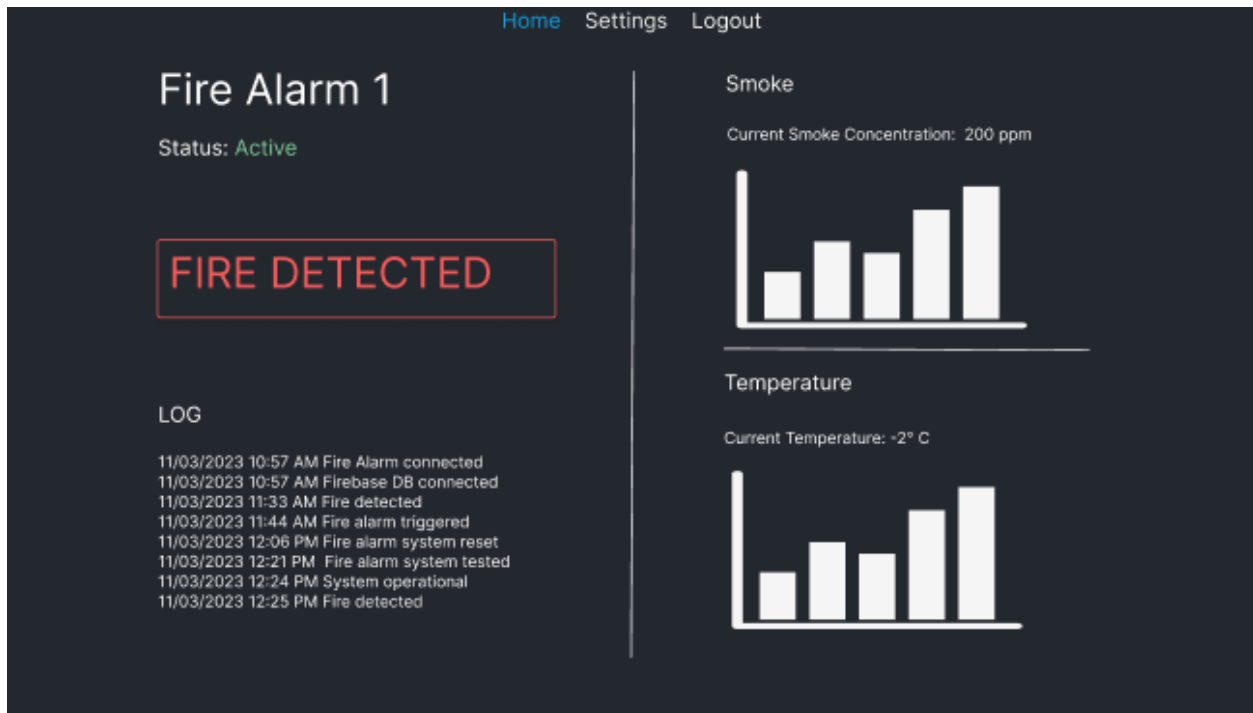 Home Settings Logout
Fire Alarm 1
Status: Active
FIRE DETECTED
LOG
11/03/2023 10:57 AM Fire Alarm connected
11/03/2023 10:57 AM Firebase DB connected
11/03/2023 11:33 AM Fire detected
11/03/2023 11:44 AM Fire alarm triggered
11/03/2023 12:06 PM Fire alarm system reset
11/03/2023 12:21 PM  Fire alarm system tested
11/03/2023 12:24 PM System operational
11/03/2023 12:25 PM Fire detected
Smoke
Current Smoke Concentration:  200 ppm
Temperature
Current Temperature: -2° C